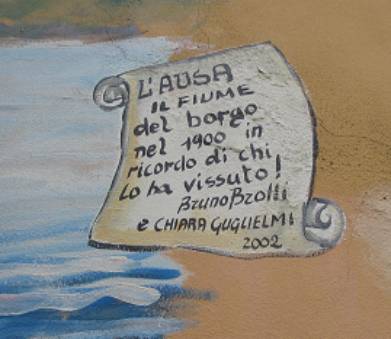 L'AUSA
IL FIUME
del borgo
nel 1900 in
ricordo di chi
lo ha vissuto!
Bruno Brolli
e CHIARA GUGLIELMI
2002